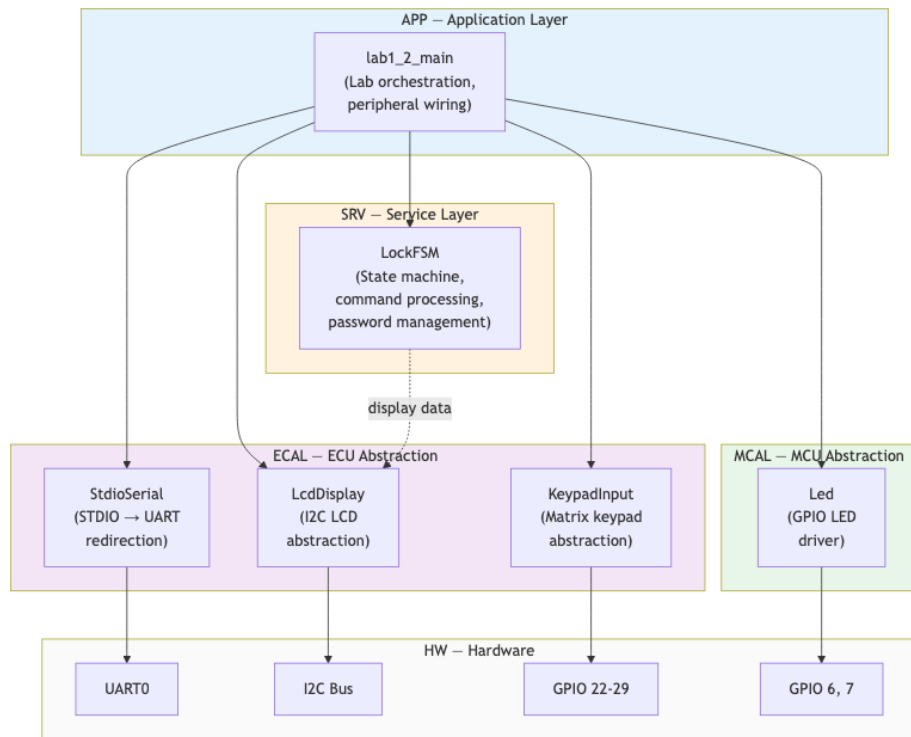 APP — Application Layer
lab1_2_main
(Lab orchestration,
peripheral wiring)
SRV — Service Layer
LockFSM
(State machine,
command processing,
password management)
display data
ECAL — ECU Abstraction
MCAL — MCU Abstraction
StdioSerial
(STDIO → UART
redirection)
LcdDisplay
(I2C LCD
abstraction)
KeypadInput
(Matrix keypad
abstraction)
Led
(GPIO LED
driver)
HW — Hardware
UART0
I2C Bus
GPIO 22-29
GPIO 6, 7